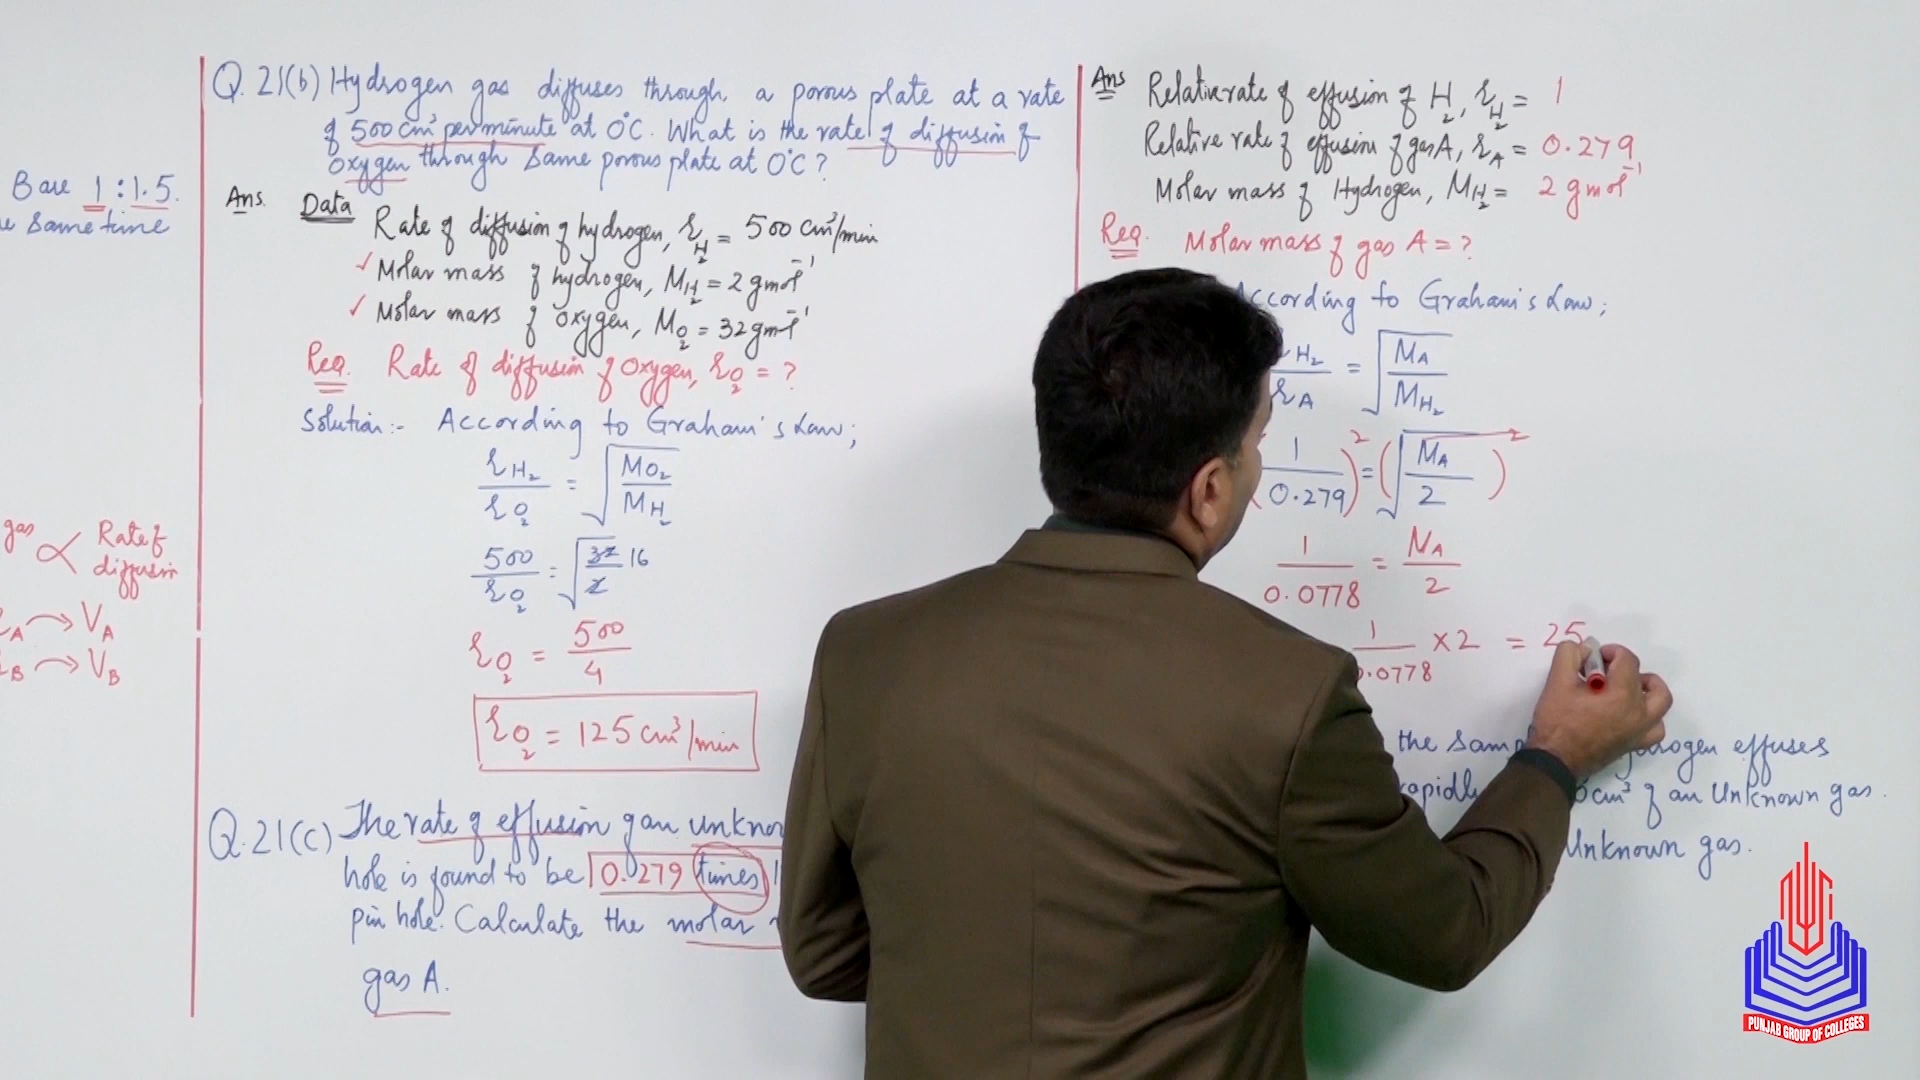 Base 1 : 1.5.
Same time
gas ∝ Rate of
diffusion
A → VA
B → VB
Q. 21(b) Hydrogen gas diffuses through a porous plate at a rate
of 500 cm³ per minute at 0°C. What is the rate of diffusion of
oxygen through same porous plate at 0°C?
Ans. Data Rate of diffusion of hydrogen, rH2 = 500 cm³/min
✓ Molar mass of hydrogen, MH2 = 2 g mol⁻¹
✓ Molar mass of oxygen, MO2 = 32 g mol⁻¹
Req. Rate of diffusion of Oxygen, rO2 = ?
Solution:- According to Graham's Law;
rH2/rO2 = √(MO2/MH2)
500/rO2 = √(32/2) 16
rO2 = 500/4
rO2 = 125 cm³/min
Q.21(c) The rate of effusion of an unkno
hole is found to be 0.279 times
pin hole. Calculate the molar
gas A.
Ans Relative rate of effusion of H2, rH2 = 1
Relative rate of effusion of gas A, rA = 0.279
Molar mass of Hydrogen, MH2 = 2 g mol⁻¹
Req. Molar mass of gas A = ?
According to Graham's Law;
H2/rA = √(MA/MH2)
(1/0.279)² = (√(MA/2))²
1/0.0778 = MA/2
1/0.0778 × 2 = 25
the samp drogen effuses
rapidly cm³ of an Unknown gas.
Unknown gas.
PUNJAB GROUP OF COLLEGES